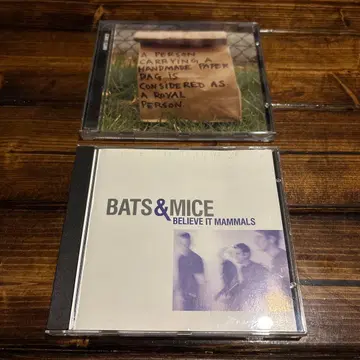 A PERSON
CARRYING A
HANDMADE PAPER
BAG IS
CONSIDERED AS
A ROYAL
PERSON
BATS&MICE
BELIEVE IT MAMMALS